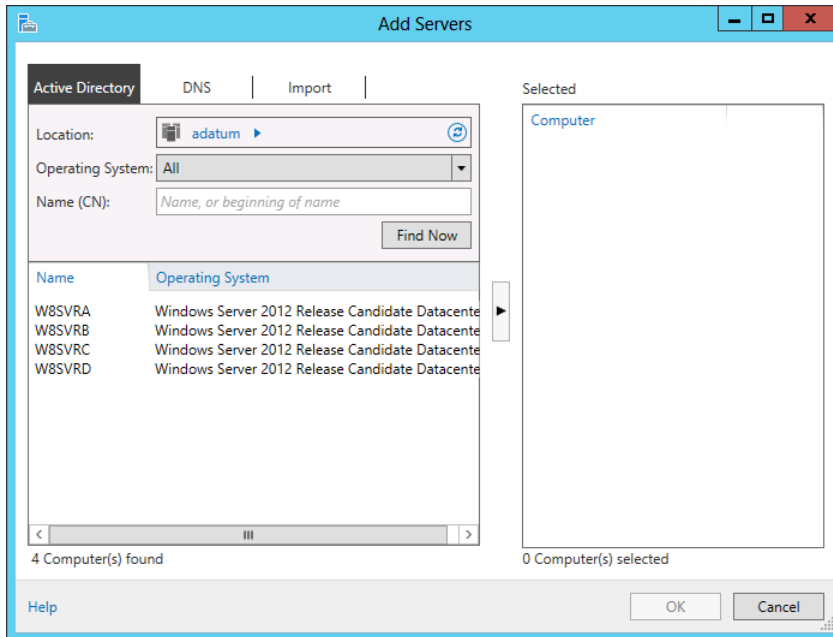 Add Servers
Active Directory DNS Import
Location: adatum
Operating System: All
Name (CN): Name, or beginning of name
Find Now
Name Operating System
W8SVRA Windows Server 2012 Release Candidate Datacente
W8SVRB Windows Server 2012 Release Candidate Datacente
W8SVRC Windows Server 2012 Release Candidate Datacente
W8SVRD Windows Server 2012 Release Candidate Datacente
4 Computer(s) found
Selected
Computer
0 Computer(s) selected
Help OK Cancel